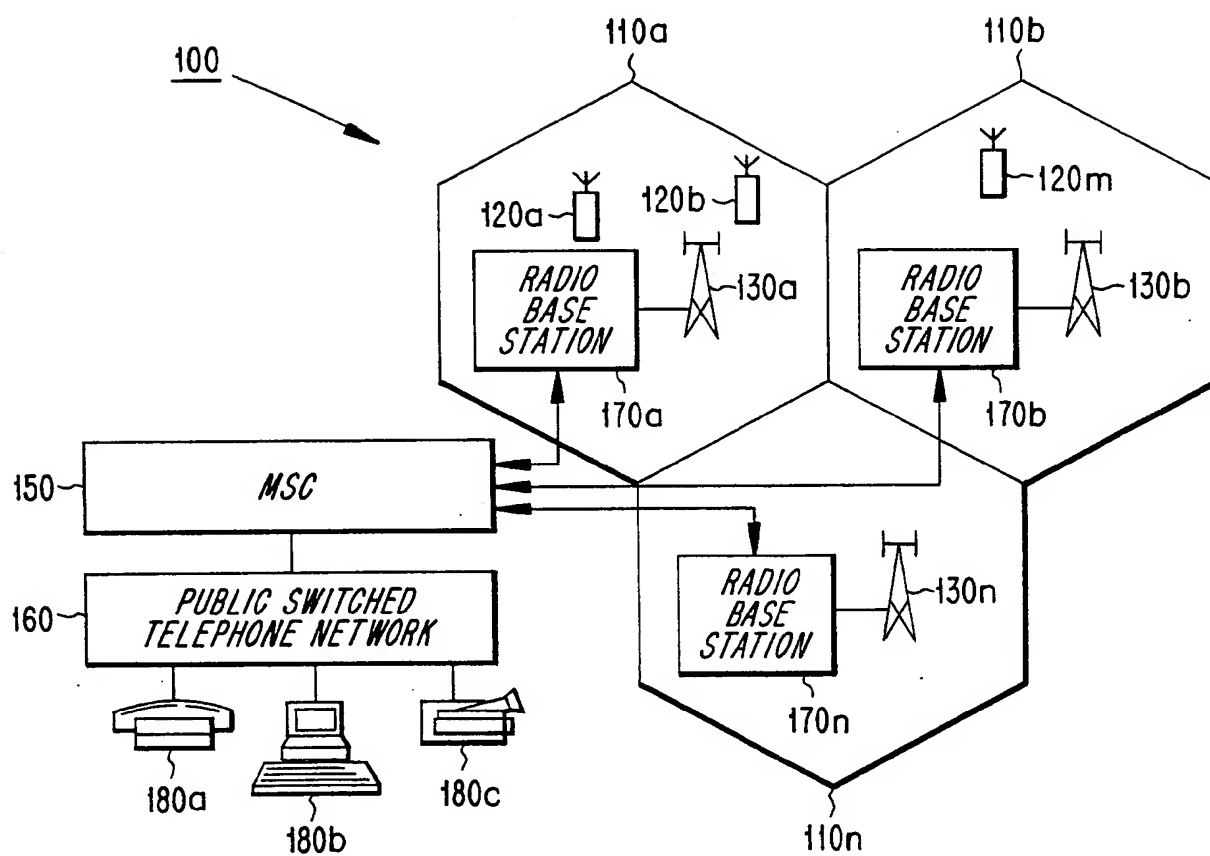 100
110a
110b
120a
120b
120m
RADIO
BASE
STATION
130a
RADIO
BASE
STATION
130b
170a
170b
150
MSC
160
PUBLIC SWITCHED
TELEPHONE NETWORK
RADIO
BASE
STATION
130n
170n
180a
180b
180c
110n